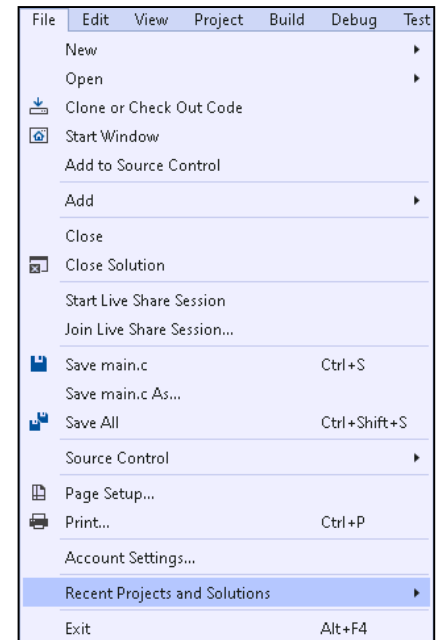 File Edit View Project Build Debug Test
New
Open
Clone or Check Out Code
Start Window
Add to Source Control
Add
Close
Close Solution
Start Live Share Session
Join Live Share Session...
Save main.c Ctrl+S
Save main.c As...
Save All Ctrl+Shift+S
Source Control
Page Setup...
Print... Ctrl+P
Account Settings...
Recent Projects and Solutions
Exit Alt+F4